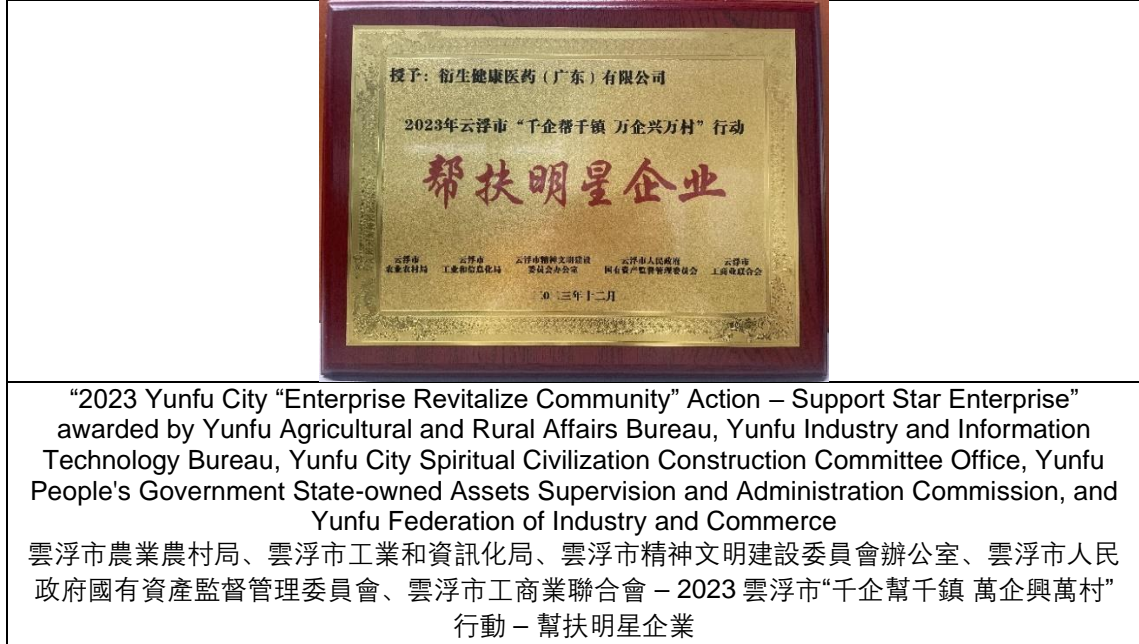 授予：衍生健康医药（广东）有限公司
2023年云浮市“千企帮千镇 万企兴万村”行动
帮扶明星企业
云浮市
农业农村局
云浮市
工业和信息化局
云浮市精神文明建设
委员会办公室
云浮市人民政府
国有资产监督管理委员会
云浮市
工商业联合会
二〇二三年十二月
“2023 Yunfu City “Enterprise Revitalize Community” Action – Support Star Enterprise”
awarded by Yunfu Agricultural and Rural Affairs Bureau, Yunfu Industry and Information
Technology Bureau, Yunfu City Spiritual Civilization Construction Committee Office, Yunfu
People's Government State-owned Assets Supervision and Administration Commission, and
Yunfu Federation of Industry and Commerce
雲浮市農業農村局、雲浮市工業和資訊化局、雲浮市精神文明建設委員會辦公室、雲浮市人民
政府國有資產監督管理委員會、雲浮市工商業聯合會 – 2023 雲浮市“千企幫千鎮 萬企興萬村”
行動 – 幫扶明星企業